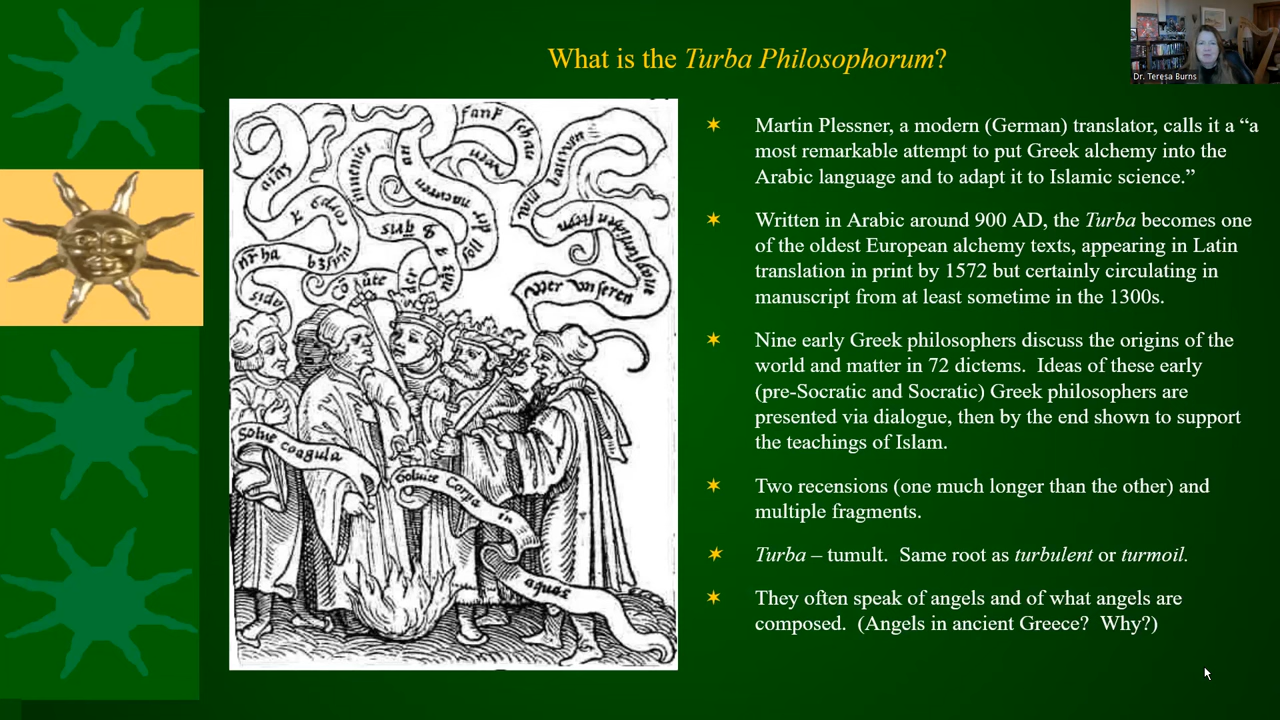 What is the Turba Philosophorum?
Dr. Teresa Burns
Martin Plessner, a modern (German) translator, calls it a “a
most remarkable attempt to put Greek alchemy into the
Arabic language and to adapt it to Islamic science.”
Written in Arabic around 900 AD, the Turba becomes one
of the oldest European alchemy texts, appearing in Latin
translation in print by 1572 but certainly circulating in
manuscript from at least sometime in the 1300s.
Nine early Greek philosophers discuss the origins of the
world and matter in 72 dictems.  Ideas of these early
(pre-Socratic and Socratic) Greek philosophers are
presented via dialogue, then by the end shown to support
the teachings of Islam.
Two recensions (one much longer than the other) and
multiple fragments.
Turba – tumult.  Same root as turbulent or turmoil.
They often speak of angels and of what angels are
composed.  (Angels in ancient Greece?  Why?)
solue coagula
Soluite Corpa in
aquas
wer unseren